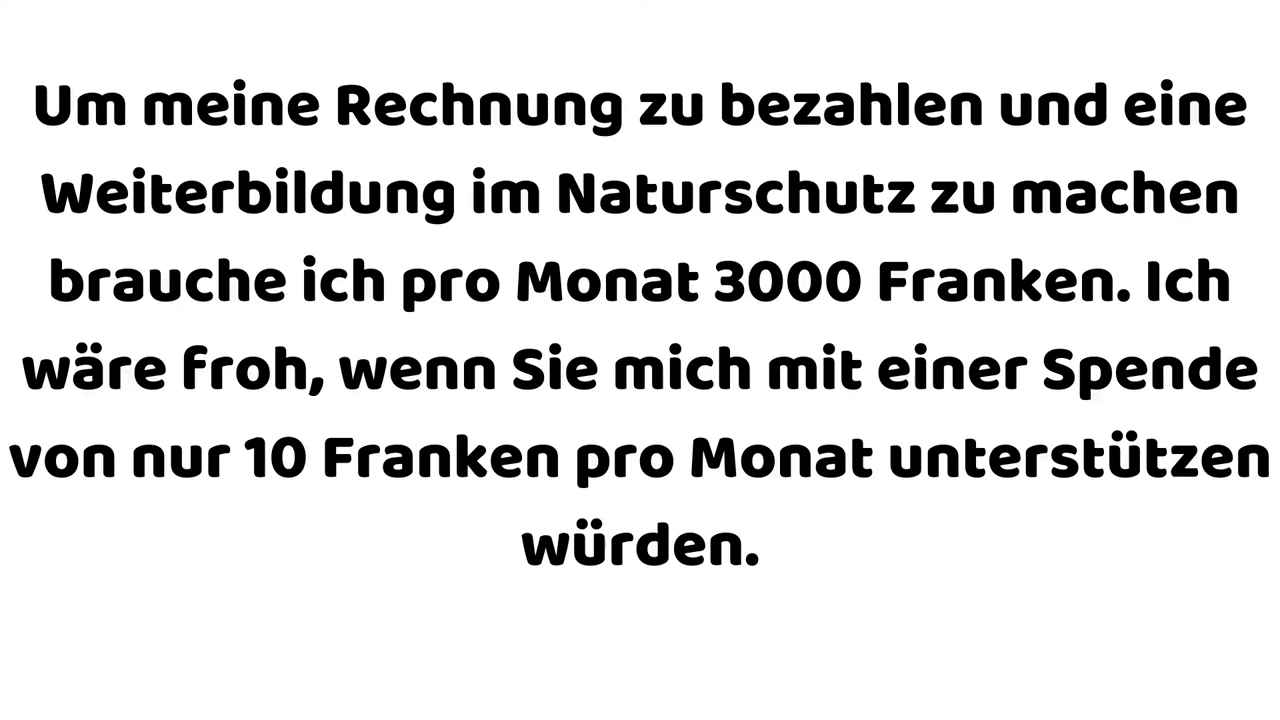 Um meine Rechnung zu bezahlen und eine
Weiterbildung im Naturschutz zu machen
brauche ich pro Monat 3000 Franken. Ich
wäre froh, wenn Sie mich mit einer Spende
von nur 10 Franken pro Monat unterstützen
würden.